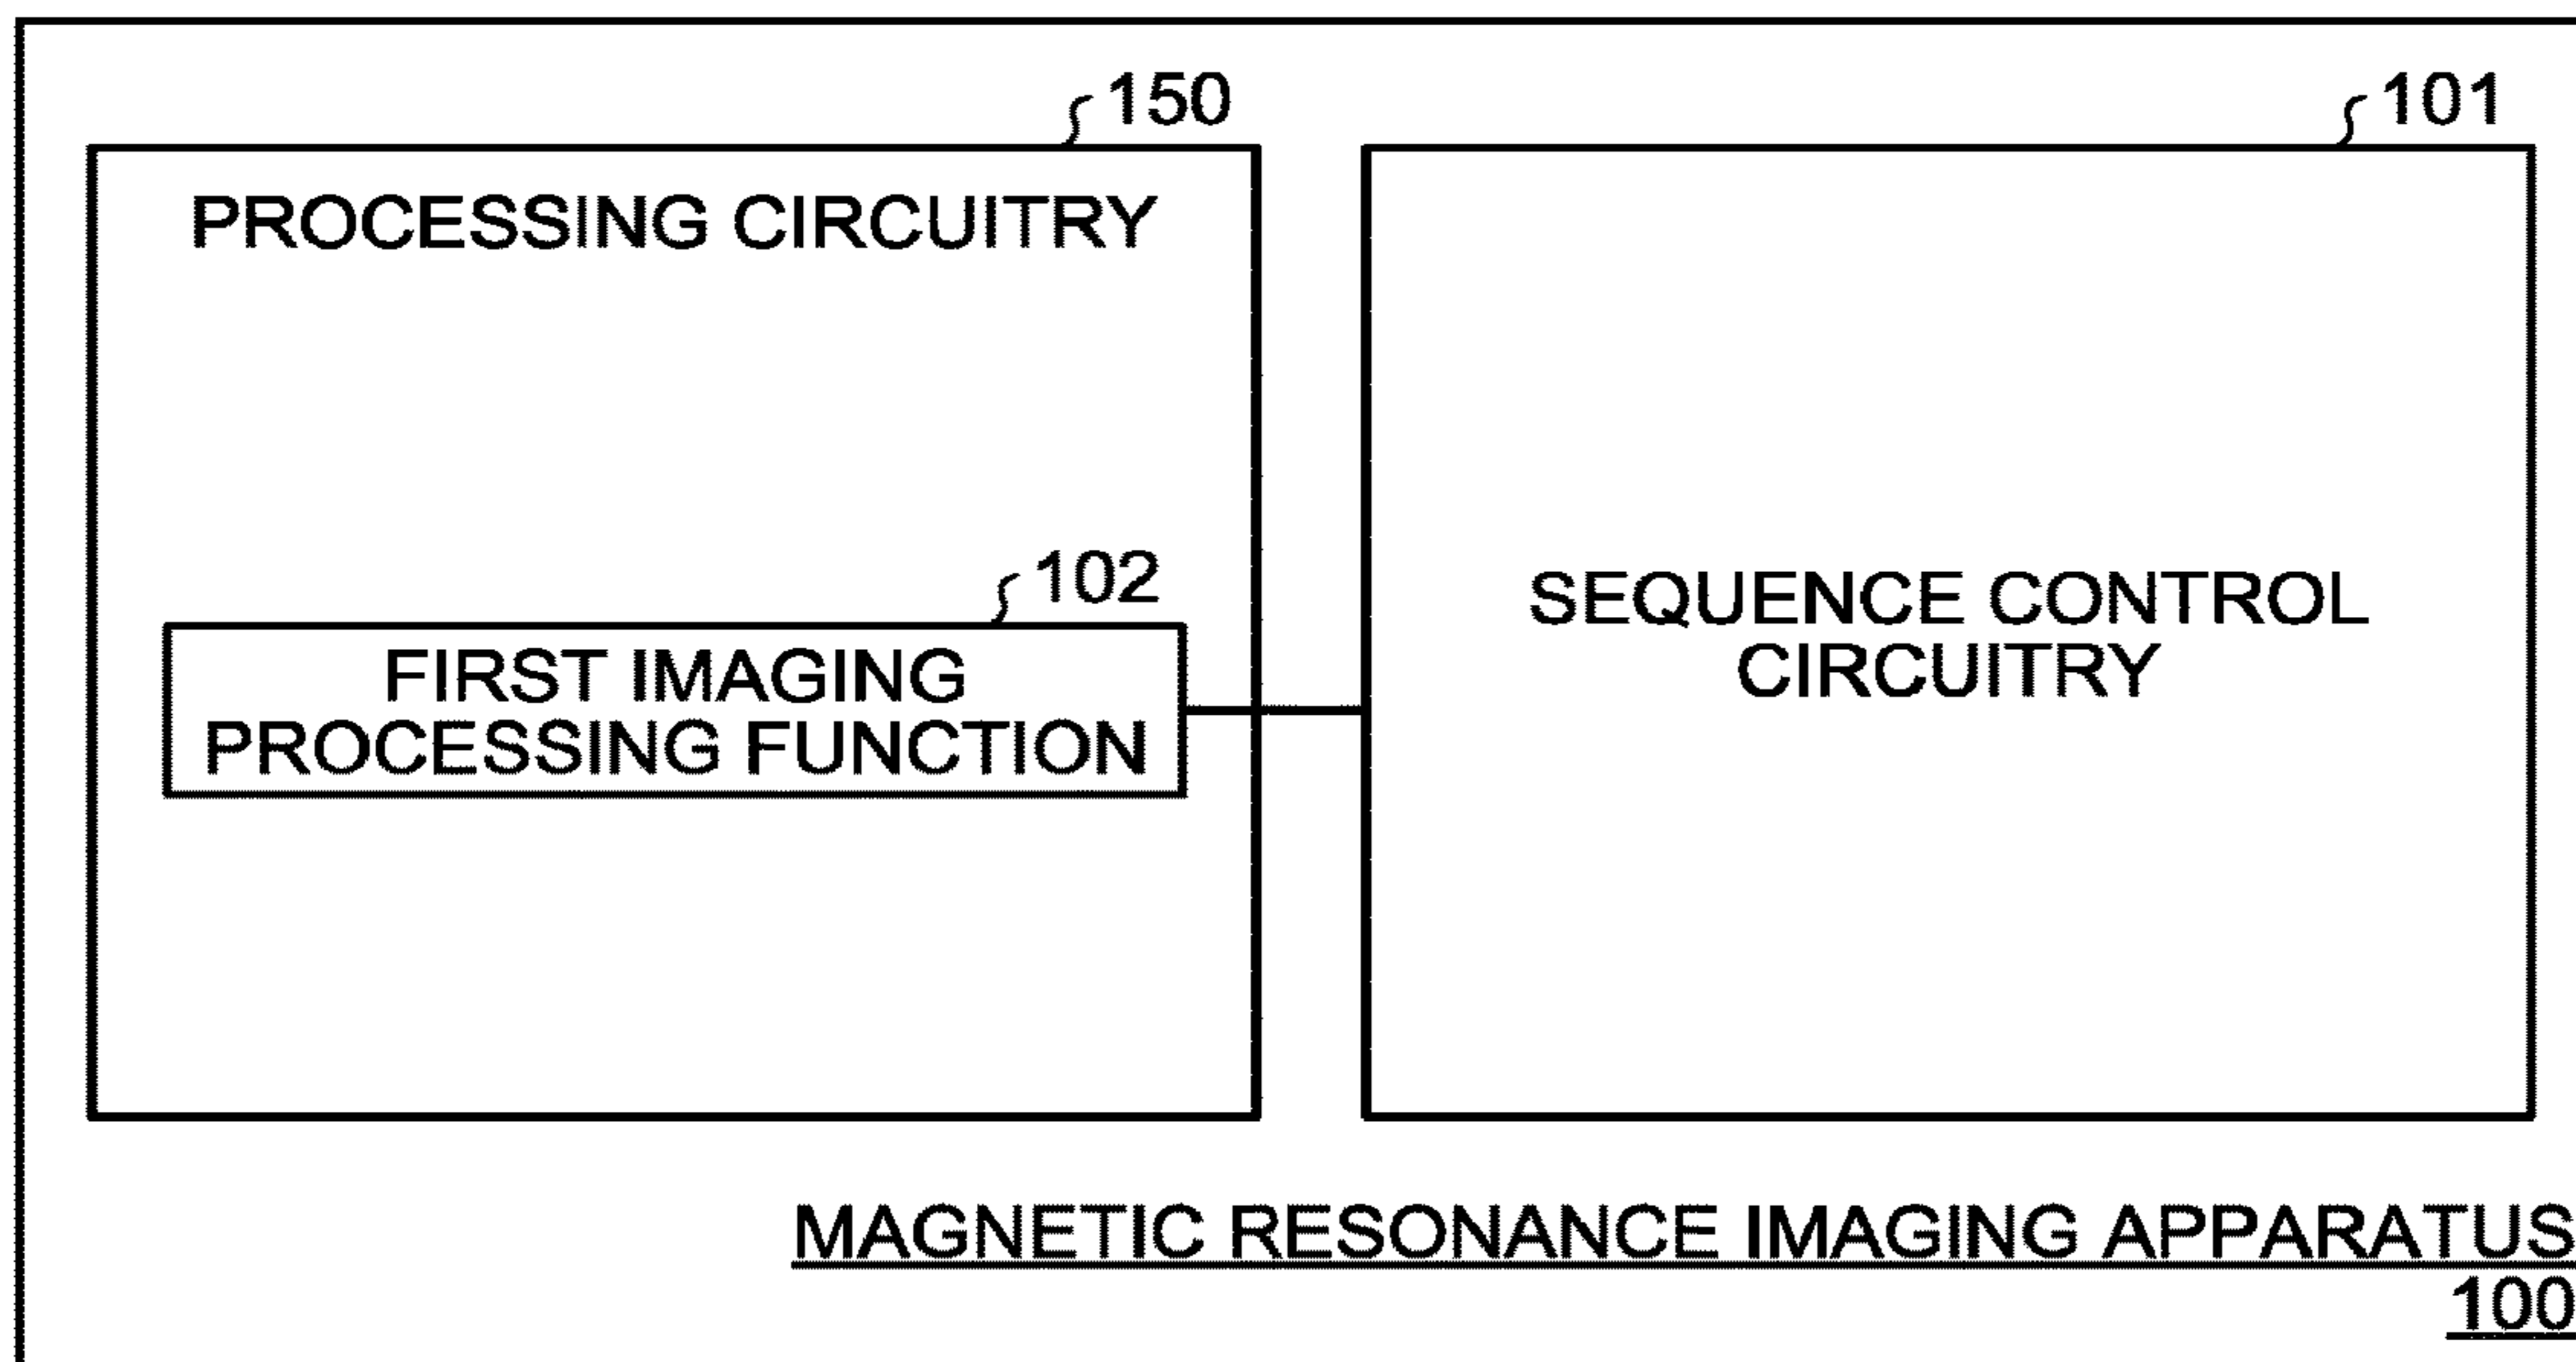 150
101
PROCESSING CIRCUITRY
102
FIRST IMAGING
PROCESSING FUNCTION
SEQUENCE CONTROL
CIRCUITRY
MAGNETIC RESONANCE IMAGING APPARATUS
100